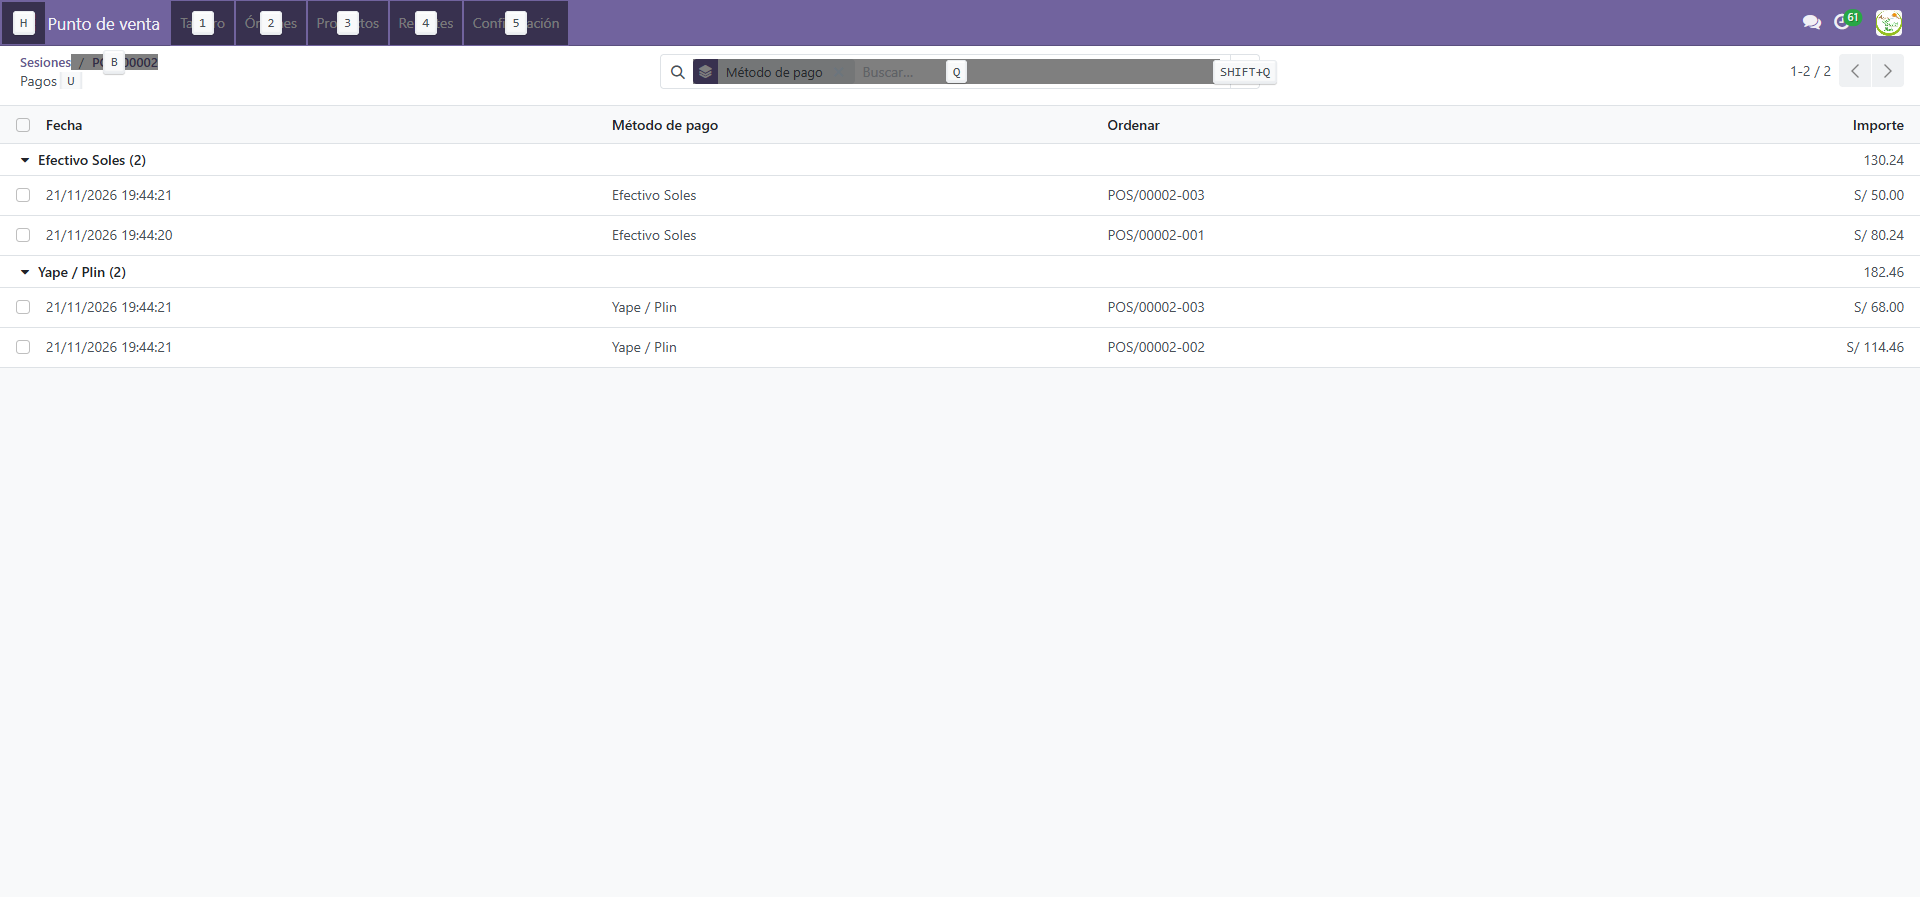 H Punto de venta 1 2 3 4 5 61
Sesiones / B 00002
Pagos U
Método de pago Buscar... Q SHIFT+Q
1-2 / 2
Fecha Método de pago Ordenar Importe
Efectivo Soles (2) 130.24
21/11/2026 19:44:21 Efectivo Soles POS/00002-003 S/ 50.00
21/11/2026 19:44:20 Efectivo Soles POS/00002-001 S/ 80.24
Yape / Plin (2) 182.46
21/11/2026 19:44:21 Yape / Plin POS/00002-003 S/ 68.00
21/11/2026 19:44:21 Yape / Plin POS/00002-002 S/ 114.46